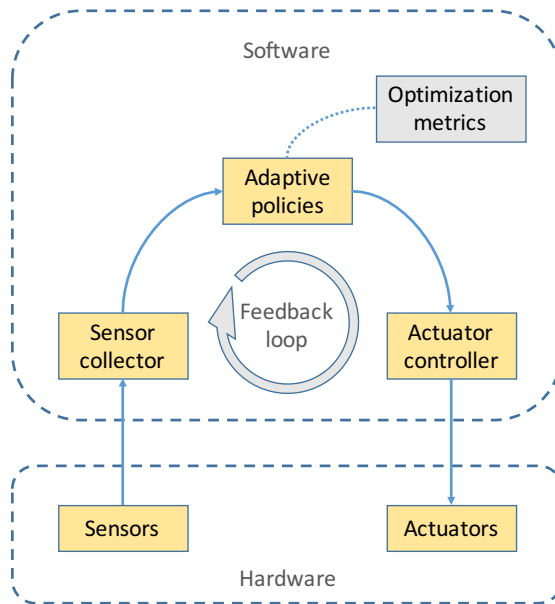 Software
Optimization
metrics
Adaptive
policies
Feedback
loop
Sensor
collector
Actuator
controller
Sensors
Actuators
Hardware